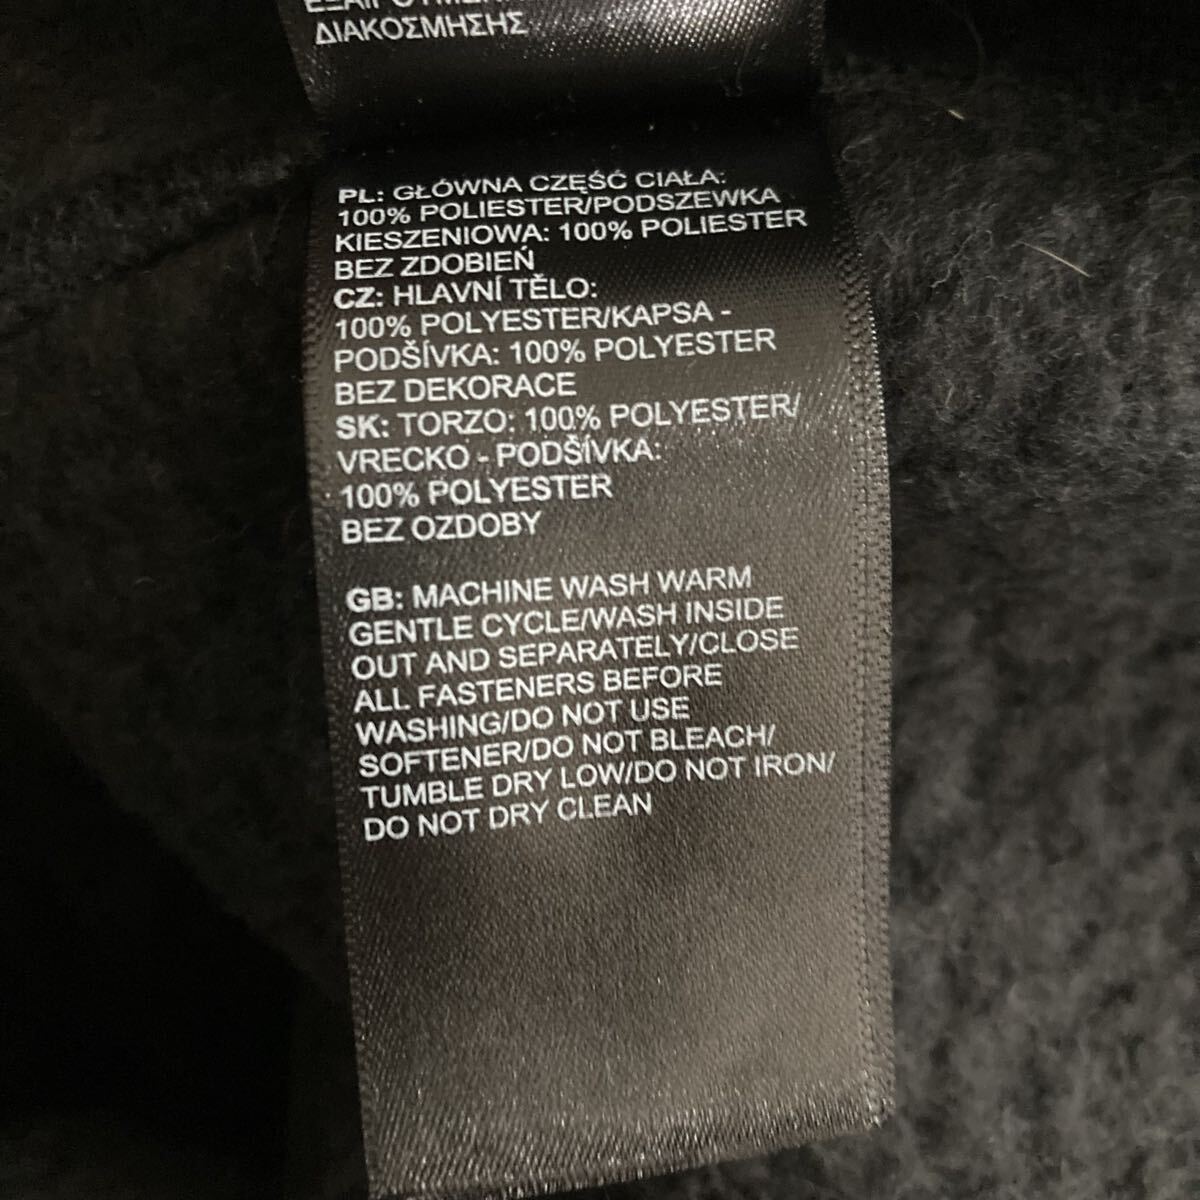 ΔΙΑΚΟΣΜΗΣΗΣ
PL: GŁÓWNA CZĘŚĆ CIAŁA:
100% POLIESTER/PODSZEWKA
KIESZENIOWA: 100% POLIESTER
BEZ ZDOBIEŃ
CZ: HLAVNÍ TĚLO:
100% POLYESTER/KAPSA -
PODŠÍVKA: 100% POLYESTER
BEZ DEKORACE
SK: TORZO: 100% POLYESTER/
VRECKO - PODŠÍVKA:
100% POLYESTER
BEZ OZDOBY
GB: MACHINE WASH WARM
GENTLE CYCLE/WASH INSIDE
OUT AND SEPARATELY/CLOSE
ALL FASTENERS BEFORE
WASHING/DO NOT USE
SOFTENER/DO NOT BLEACH/
TUMBLE DRY LOW/DO NOT IRON/
DO NOT DRY CLEAN